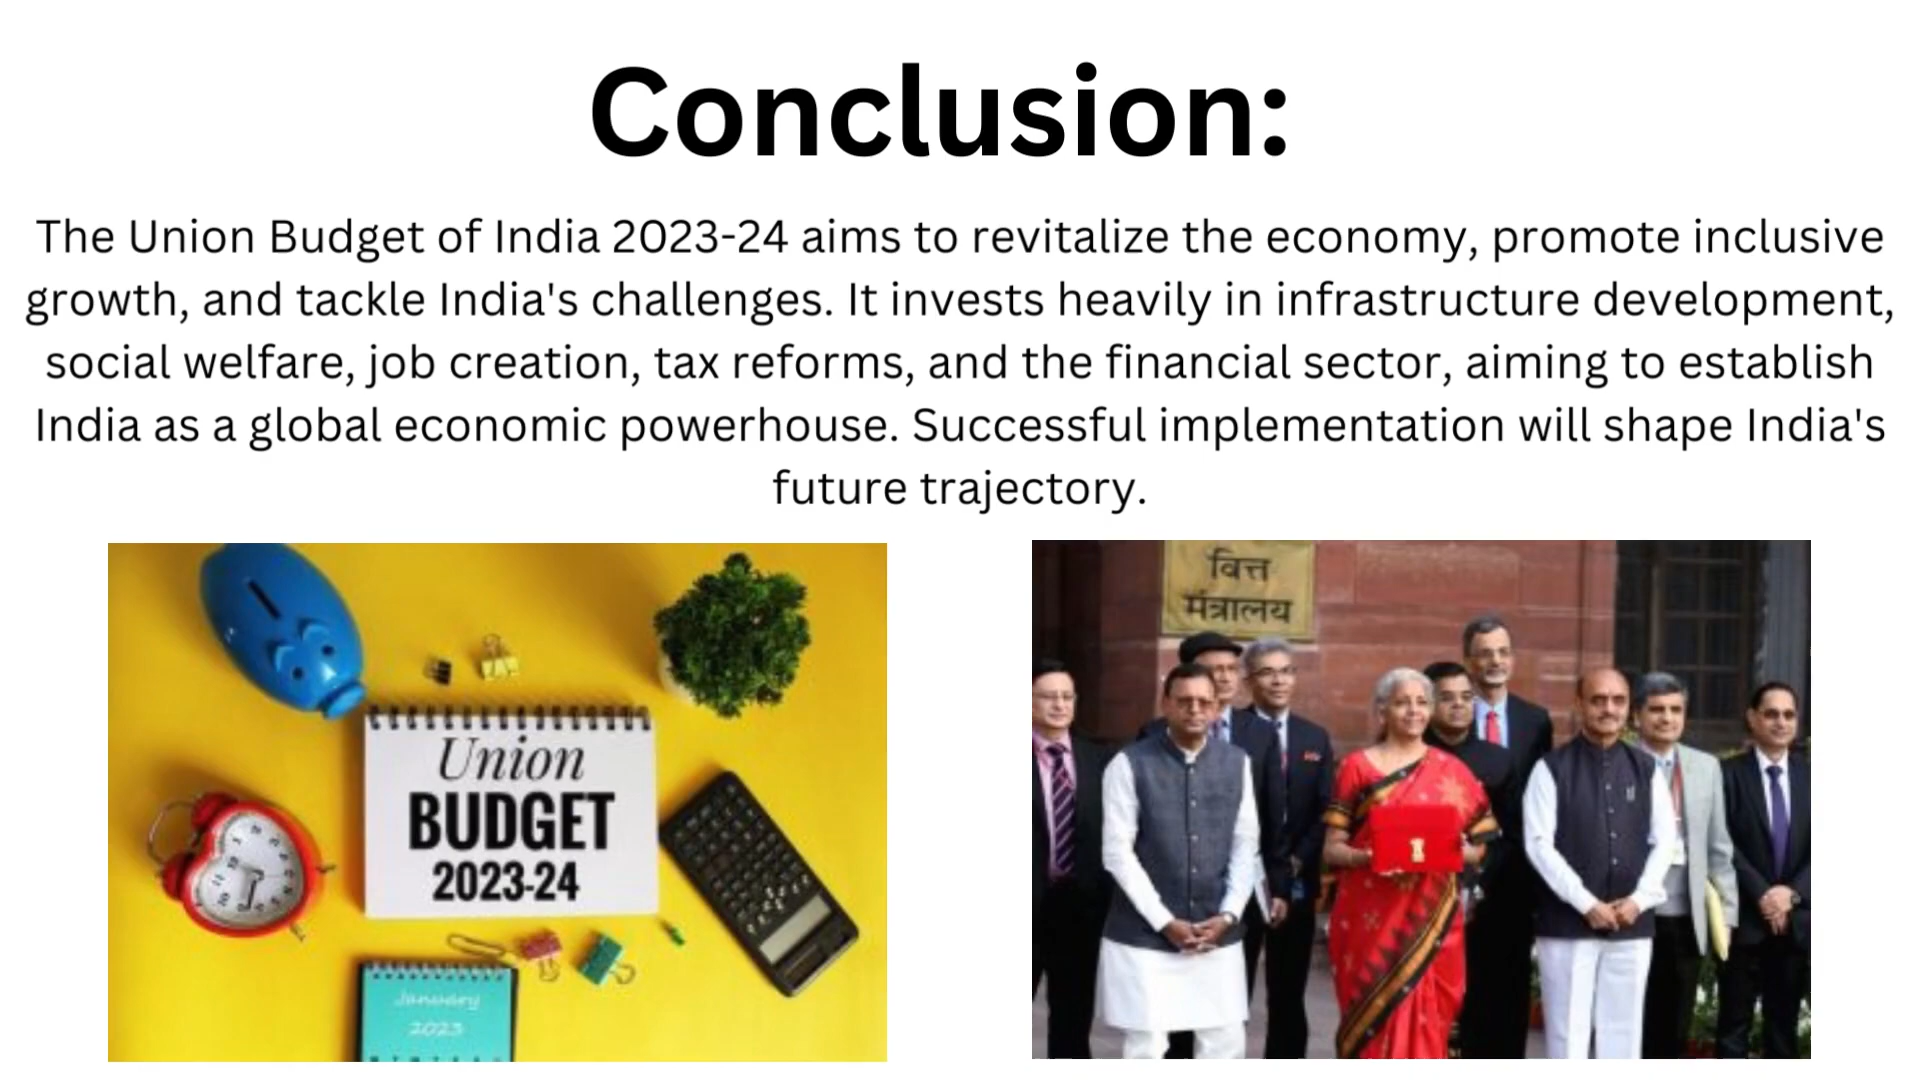 Conclusion:
The Union Budget of India 2023-24 aims to revitalize the economy, promote inclusive
growth, and tackle India's challenges. It invests heavily in infrastructure development,
social welfare, job creation, tax reforms, and the financial sector, aiming to establish
India as a global economic powerhouse. Successful implementation will shape India's
future trajectory.
Union
BUDGET
2023-24
January
2023
वित्त
मंत्रालय